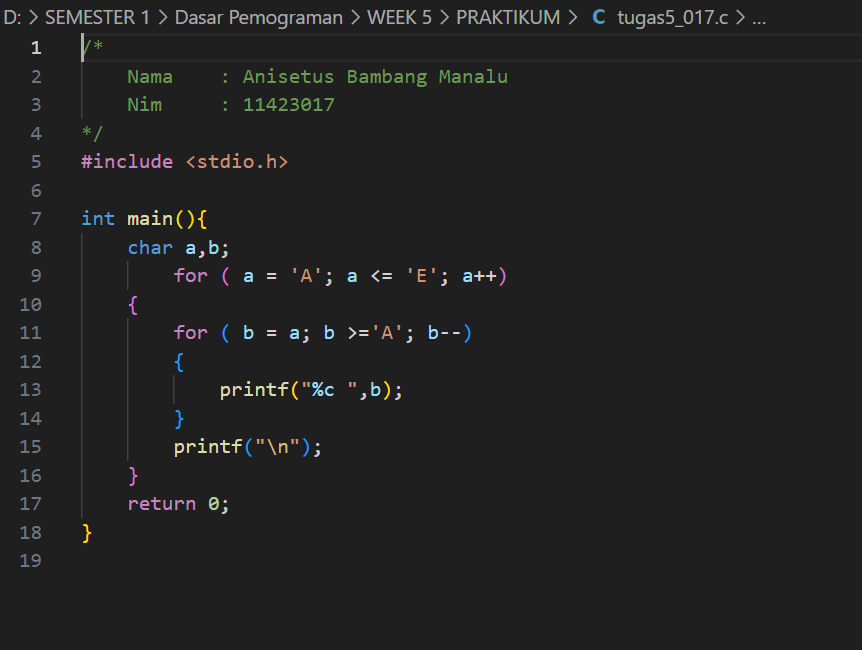 D: > SEMESTER 1 > Dasar Pemograman > WEEK 5 > PRAKTIKUM > C tugas5_017.c > ...
1 /*
2     Nama    : Anisetus Bambang Manalu
3     Nim     : 11423017
4 */
5 #include <stdio.h>
6
7 int main(){
8     char a,b;
9         for ( a = 'A'; a <= 'E'; a++)
10     {
11         for ( b = a; b >='A'; b--)
12         {
13             printf("%c ",b);
14         }
15         printf("\n");
16     }
17     return 0;
18 }
19